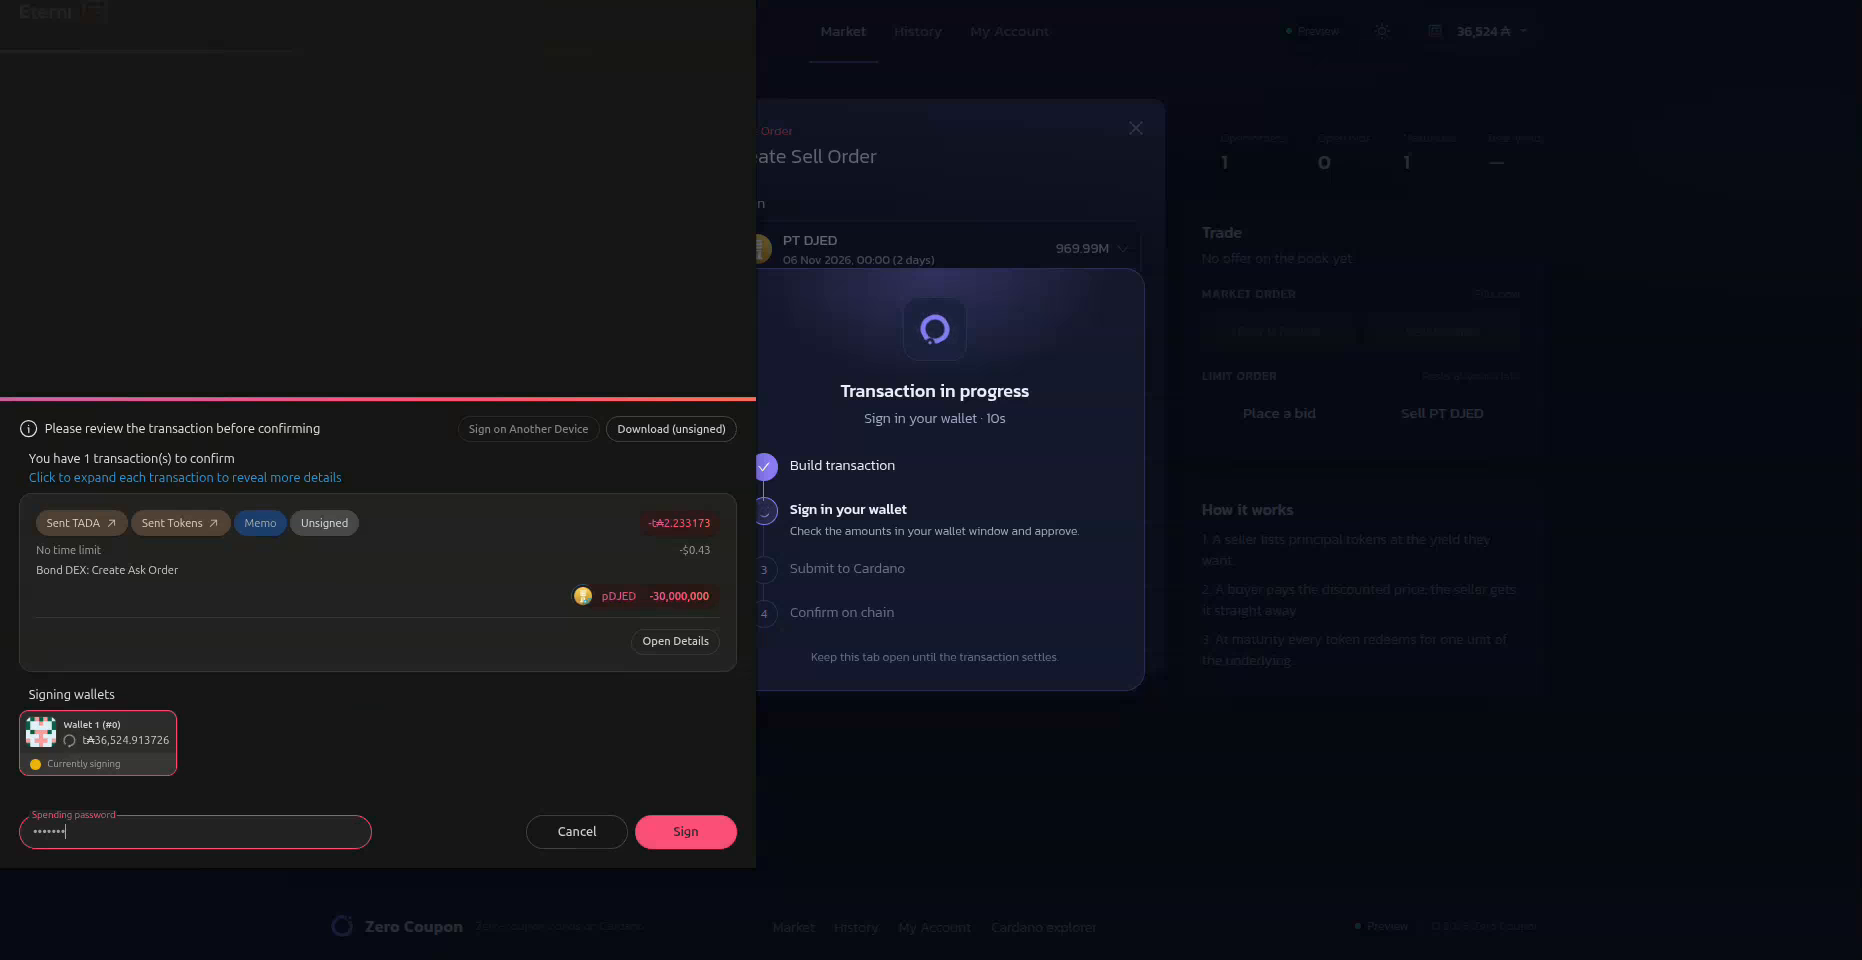 Eternl
Market History My Account Preview 36,524 ₳
Order
ate Sell Order
1 0 1 —
n
PT DJED 969.99M
06 Nov 2026, 00:00 (2 days)
Trade
No offer on the book yet
MARKET ORDER
LIMIT ORDER
Place a bid Sell PT DJED
Transaction in progress
Sign in your wallet · 10s
Build transaction
Sign in your wallet
Check the amounts in your wallet window and approve.
3 Submit to Cardano
4 Confirm on chain
Keep this tab open until the transaction settles
How it works
1. A seller lists principal tokens at the yield they
want.
2. A buyer pays the discounted price; the seller gets
it straight away.
3. At maturity every token redeems for one unit of
the underlying.
Please review the transaction before confirming
Sign on Another Device Download (unsigned)
You have 1 transaction(s) to confirm
Click to expand each transaction to reveal more details
Sent TADA Sent Tokens Memo Unsigned -t₳2.233173
No time limit -$0.43
Bond DEX: Create Ask Order
pDJED -30,000,000
Open Details
Signing wallets
Wallet 1 (#0)
t₳36,524.913726
Currently signing
Spending password
•••••••
Cancel Sign
Zero Coupon Market History My Account Cardano explorer Preview